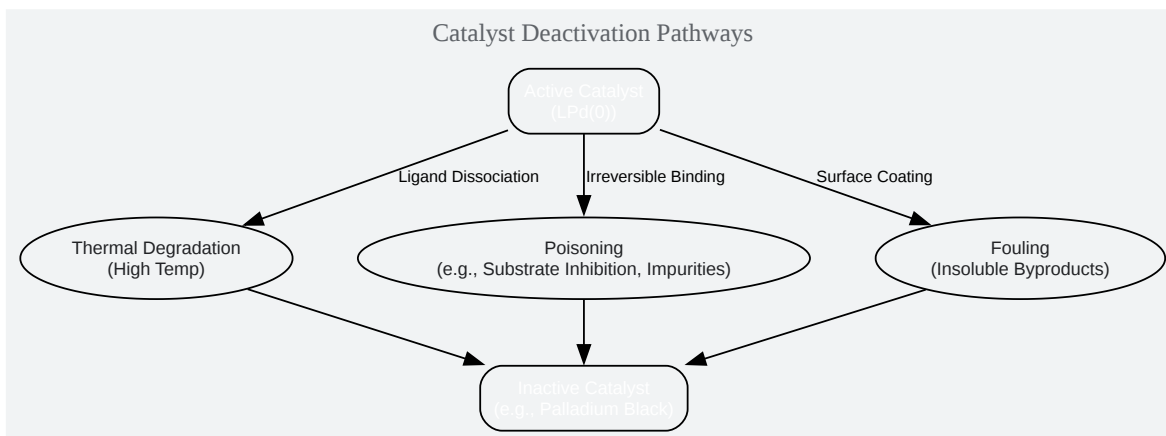 Catalyst Deactivation Pathways
Active Catalyst
(LPd(0))
Ligand Dissociation
Irreversible Binding
Surface Coating
Thermal Degradation
(High Temp)
Poisoning
(e.g., Substrate Inhibition, Impurities)
Fouling
(Insoluble Byproducts)
Inactive Catalyst
(e.g., Palladium Black)